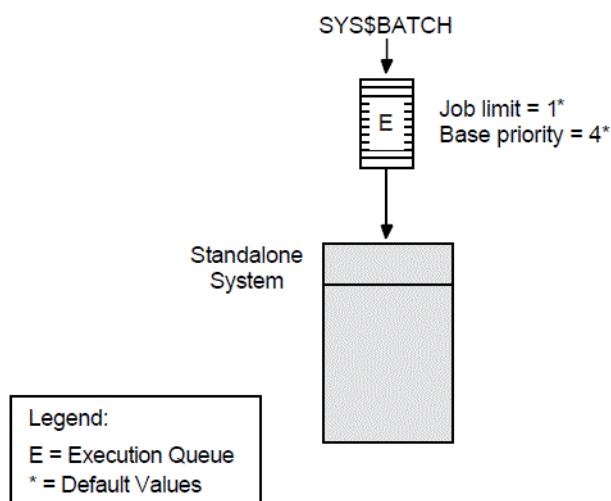 SYS$BATCH
E
Job limit = 1*
Base priority = 4*
Standalone
System
Legend:
E = Execution Queue
* = Default Values